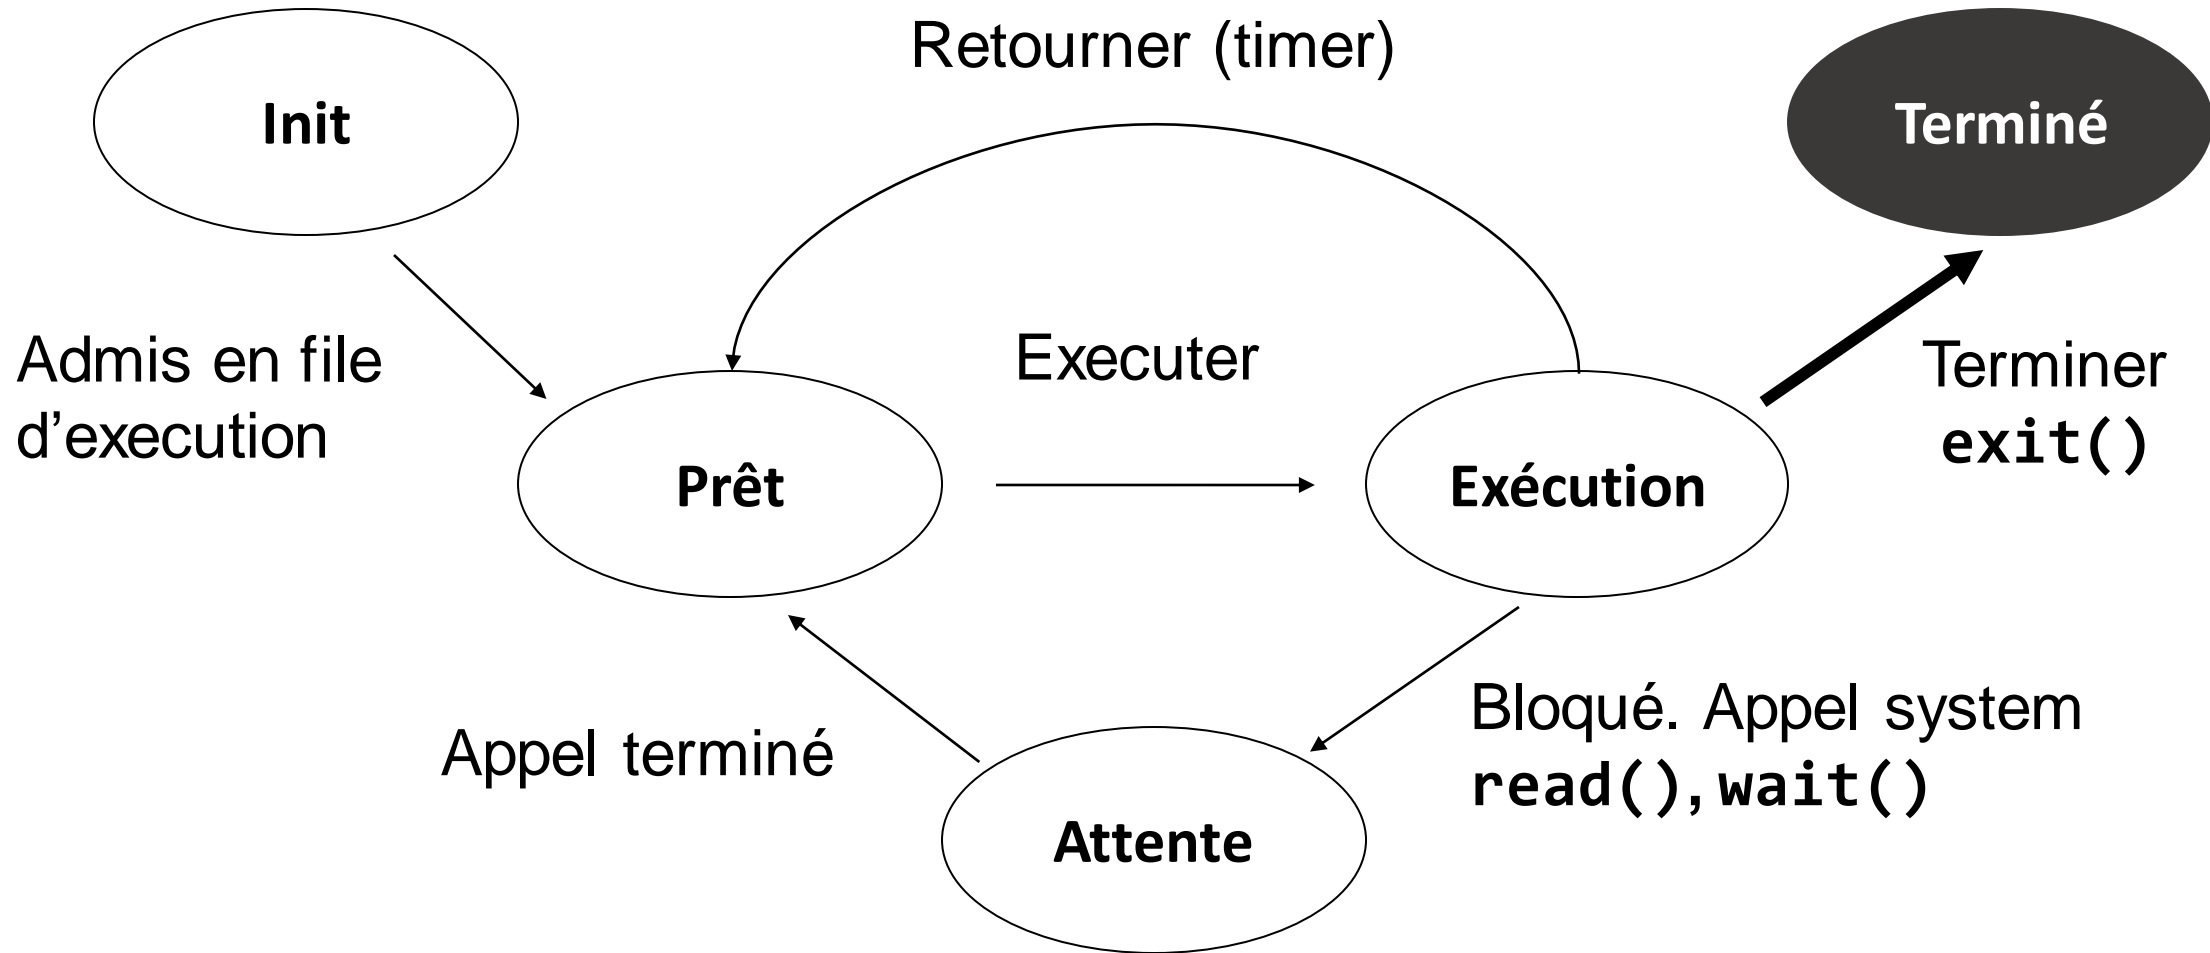 Retourner (timer)
Init
Terminé
Admis en file
d’execution
Executer
Terminer
exit()
Prêt
Exécution
Appel terminé
Bloqué. Appel system
read(), wait()
Attente